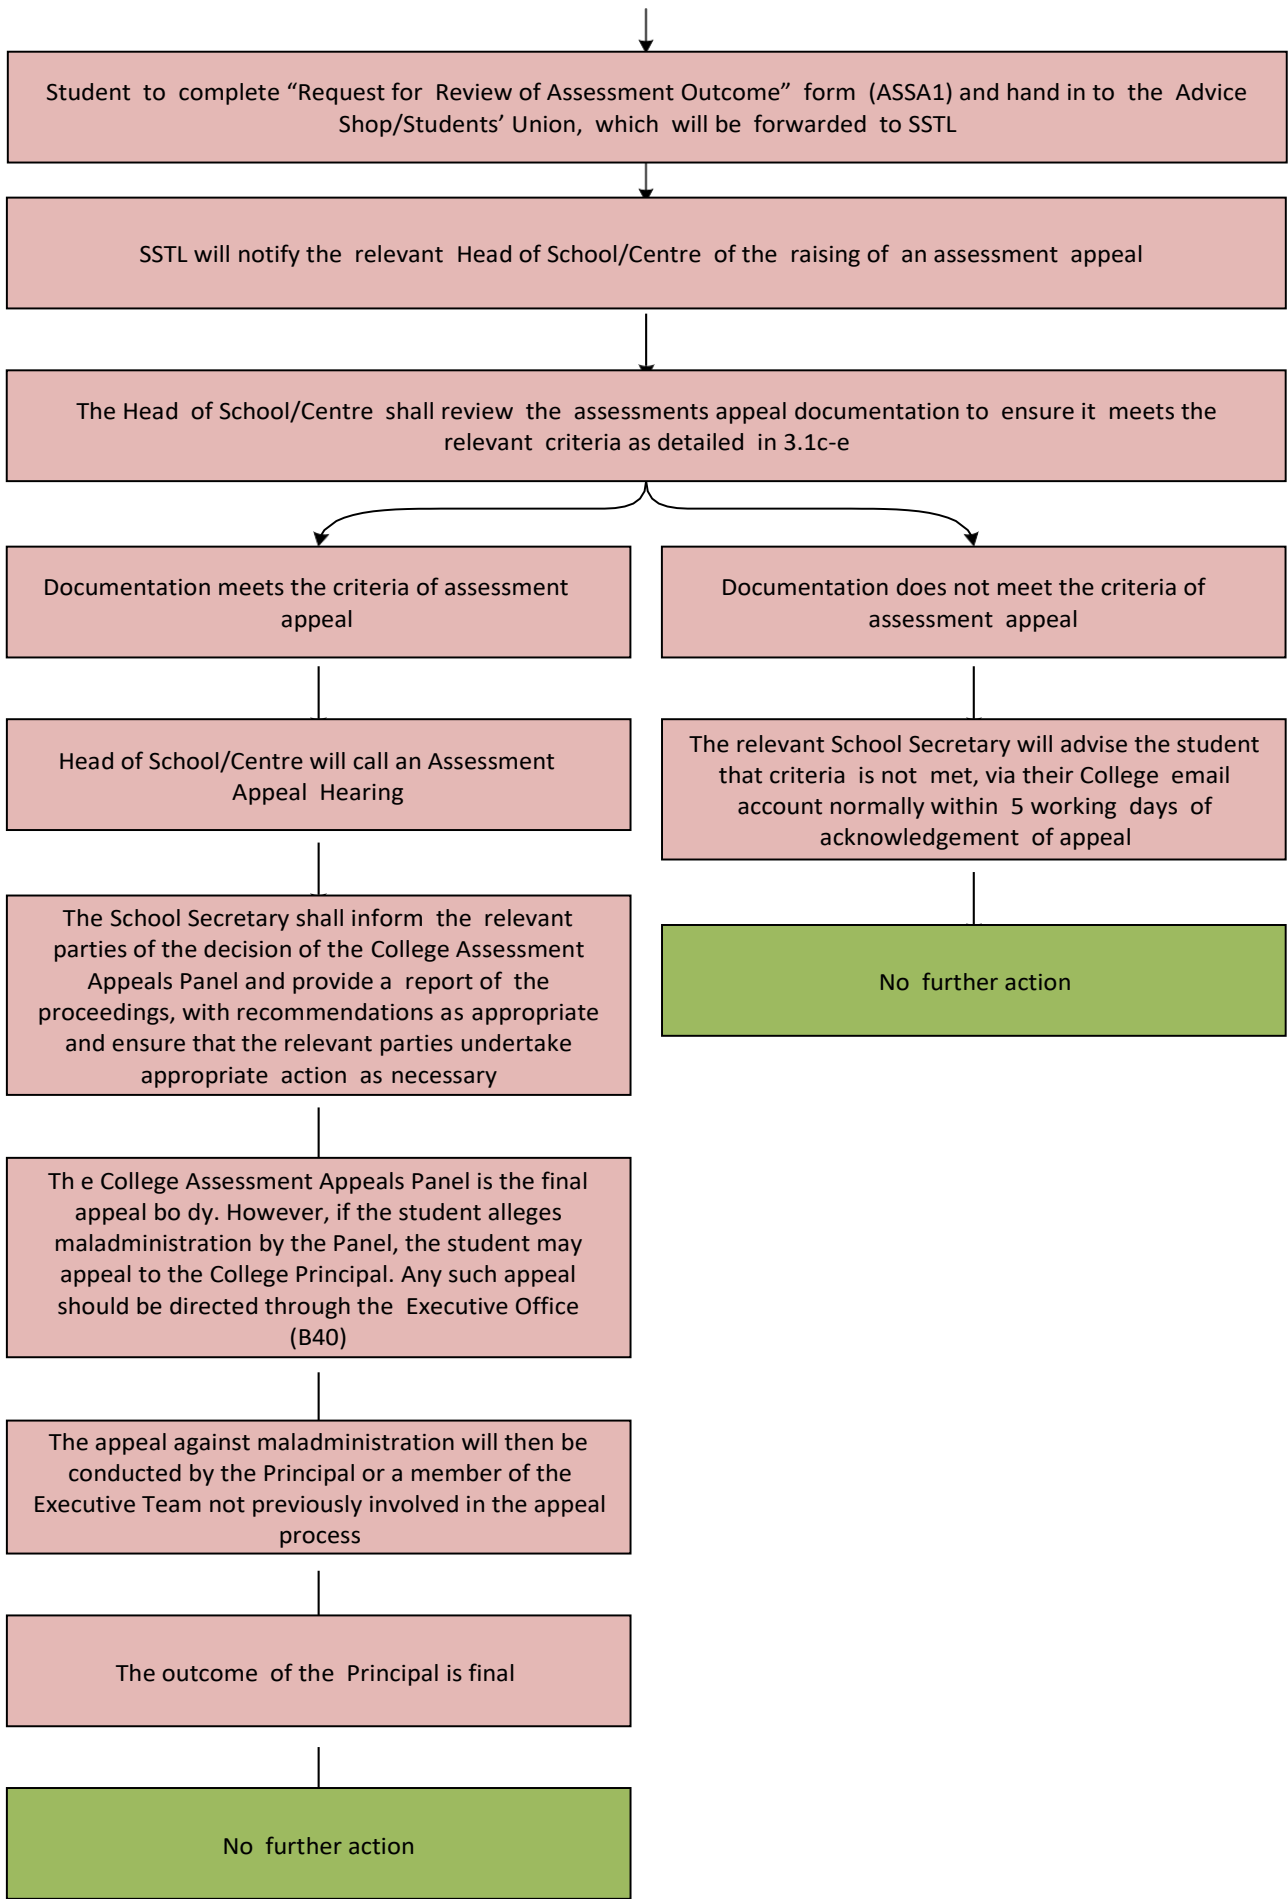 Student to complete “Request for Review of Assessment Outcome” form (ASSA1) and hand in to the Advice
Shop/Students’ Union, which will be forwarded to SSTL
SSTL will notify the relevant Head of School/Centre of the raising of an assessment appeal
The Head of School/Centre shall review the assessments appeal documentation to ensure it meets the
relevant criteria as detailed in 3.1c-e
Documentation meets the criteria of assessment
appeal
Documentation does not meet the criteria of
assessment appeal
Head of School/Centre will call an Assessment
Appeal Hearing
The relevant School Secretary will advise the student
that criteria is not met, via their College email
account normally within 5 working days of
acknowledgement of appeal
The School Secretary shall inform the relevant
parties of the decision of the College Assessment
Appeals Panel and provide a report of the
proceedings, with recommendations as appropriate
and ensure that the relevant parties undertake
appropriate action as necessary
No further action
Th e College Assessment Appeals Panel is the final
appeal bo dy. However, if the student alleges
maladministration by the Panel, the student may
appeal to the College Principal. Any such appeal
should be directed through the Executive Office
(B40)
The appeal against maladministration will then be
conducted by the Principal or a member of the
Executive Team not previously involved in the appeal
process
The outcome of the Principal is final
No further action